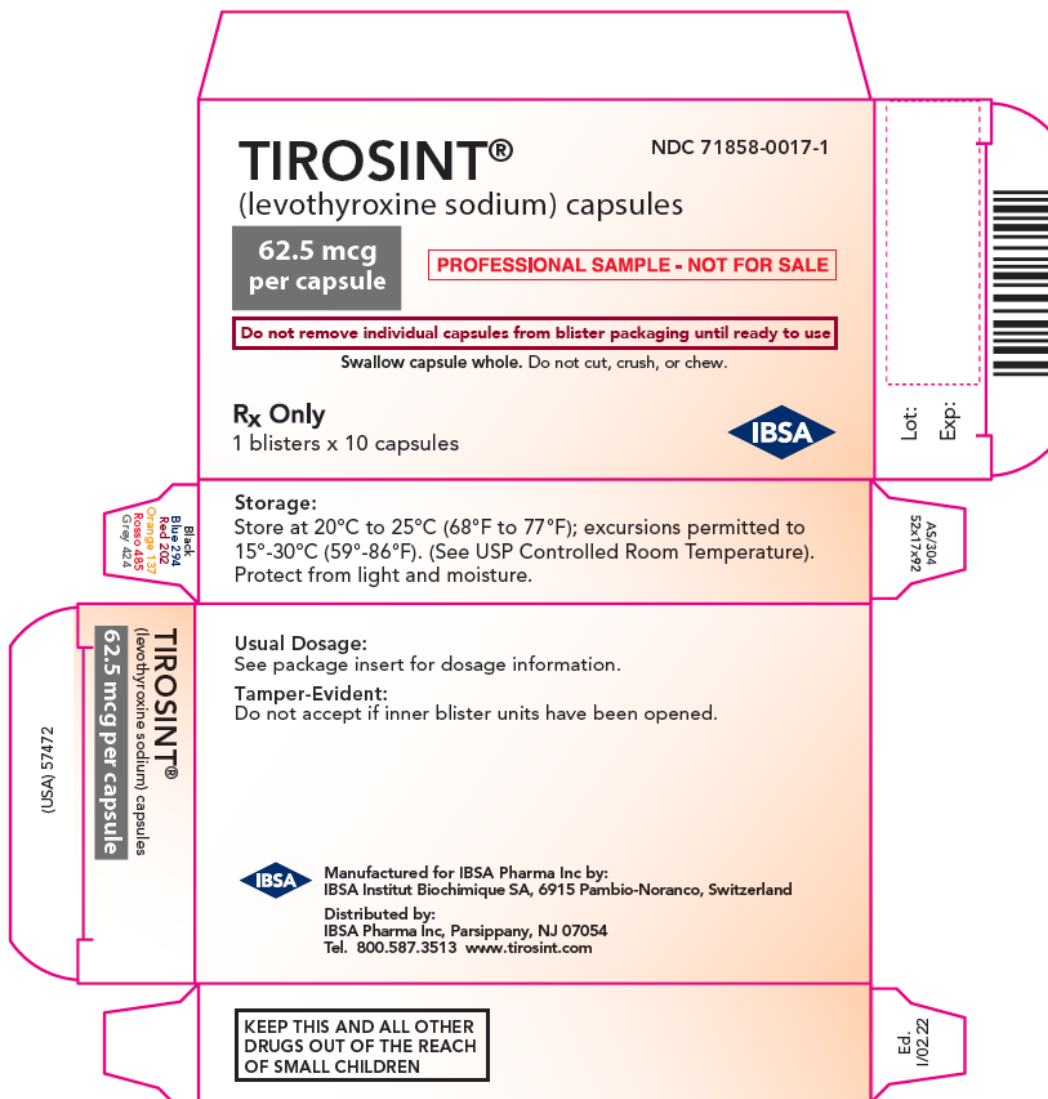 TIROSINT®
NDC 71858-0017-1
(levothyroxine sodium) capsules
62.5 mcg
per capsule
PROFESSIONAL SAMPLE - NOT FOR SALE
Do not remove individual capsules from blister packaging until ready to use
Swallow capsule whole. Do not cut, crush, or chew.
Rx Only
1 blisters x 10 capsules
IBSA
Lot:
Exp:
Black
Blue 294
Red 202
Orange 137
Rosso 485
Grey 424
Storage:
Store at 20°C to 25°C (68°F to 77°F); excursions permitted to
15°-30°C (59°-86°F). (See USP Controlled Room Temperature).
Protect from light and moisture.
AS/304
52x17x92
TIROSINT®
(levothyroxine sodium) capsules
62.5 mcg per capsule
(USA) 57472
Usual Dosage:
See package insert for dosage information.
Tamper-Evident:
Do not accept if inner blister units have been opened.
IBSA
Manufactured for IBSA Pharma Inc by:
IBSA Institut Biochimique SA, 6915 Pambio-Noranco, Switzerland
Distributed by:
IBSA Pharma Inc, Parsippany, NJ 07054
Tel. 800.587.3513 www.tirosint.com
KEEP THIS AND ALL OTHER
DRUGS OUT OF THE REACH
OF SMALL CHILDREN
Ed.
I/02.22